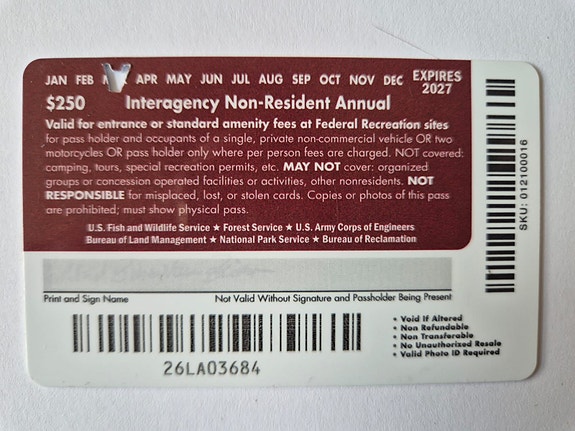 JAN FEB APR MAY JUN JUL AUG SEP OCT NOV DEC EXPIRES 2027
$250 Interagency Non-Resident Annual
Valid for entrance or standard amenity fees at Federal Recreation sites
for pass holder and occupants of a single, private non-commercial vehicle OR two
motorcycles OR pass holder only where per person fees are charged. NOT covered:
camping, tours, special recreation permits, etc. MAY NOT cover: organized
groups or concession operated facilities or activities, other nonresidents. NOT
RESPONSIBLE for misplaced, lost, or stolen cards. Copies or photos of this pass
are prohibited; must show physical pass.
U.S. Fish and Wildlife Service ★ Forest Service ★ U.S. Army Corps of Engineers
Bureau of Land Management ★ National Park Service ★ Bureau of Reclamation
Print and Sign Name Not Valid Without Signature and Passholder Being Present
26LA03684
• Void If Altered
• Non Refundable
• Non Transferable
• No Unauthorized Resale
• Valid Photo ID Required
SKU: 012100016